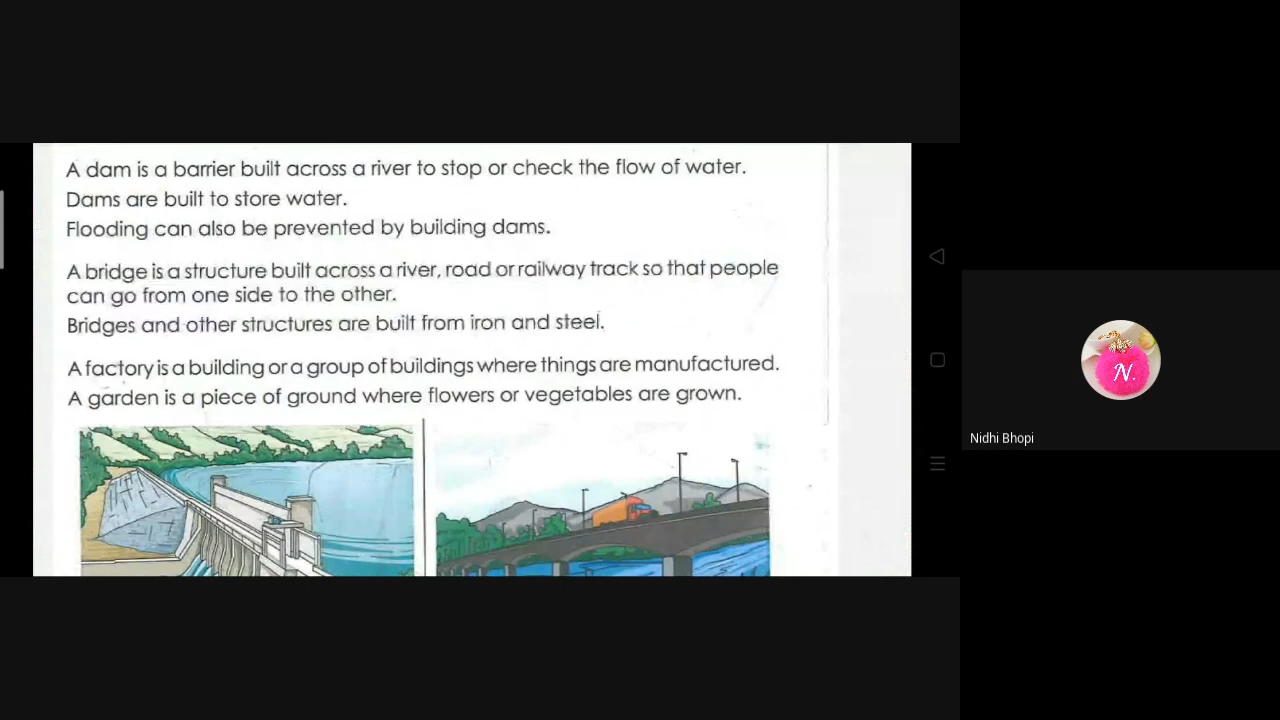 A dam is a barrier built across a river to stop or check the flow of water.
Dams are built to store water.
Flooding can also be prevented by building dams.
A bridge is a structure built across a river, road or railway track so that people
can go from one side to the other.
Bridges and other structures are built from iron and steel.
A factory is a building or a group of buildings where things are manufactured.
A garden is a piece of ground where flowers or vegetables are grown.
N.
Nidhi Bhopi